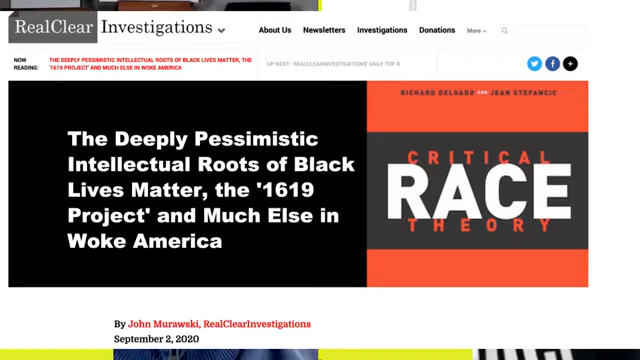 RealClear Investigations
About Us Newsletters Investigations Donations More
NOW READING: THE DEEPLY PESSIMISTIC INTELLECTUAL ROOTS OF BLACK LIVES MATTER, THE '1619 PROJECT' AND MUCH ELSE IN WOKE AMERICA
UP NEXT: REALCLEARINVESTIGATIONS' DAILY TOP 8
RICHARD DELGADO AND JEAN STEFANCIC
The Deeply Pessimistic
Intellectual Roots of Black
Lives Matter, the '1619
Project' and Much Else in
Woke America
CRITICAL
RACE
THEORY
By John Murawski, RealClearInvestigations
September 2, 2020